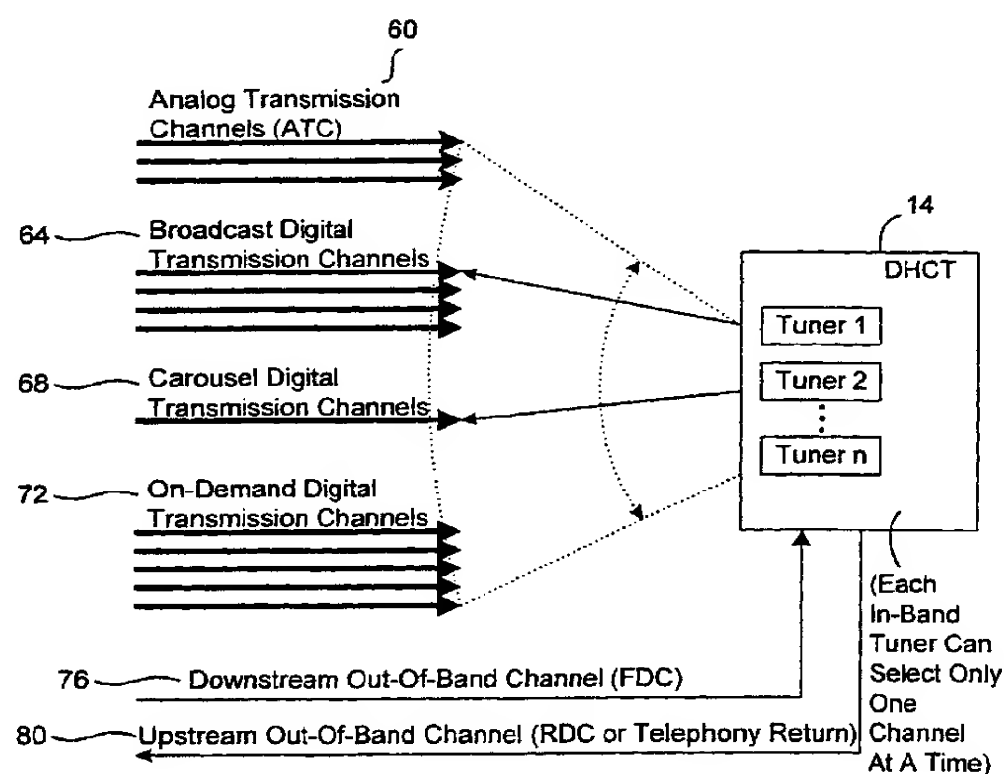 60
Analog Transmission
Channels (ATC)
14
DHCT
64
Broadcast Digital
Transmission Channels
Tuner 1
68
Carousel Digital
Transmission Channels
Tuner 2
Tuner n
72
On-Demand Digital
Transmission Channels
(Each
In-Band
Tuner Can
Select Only
One
Channel
At A Time)
76
Downstream Out-Of-Band Channel (FDC)
80
Upstream Out-Of-Band Channel (RDC or Telephony Return)